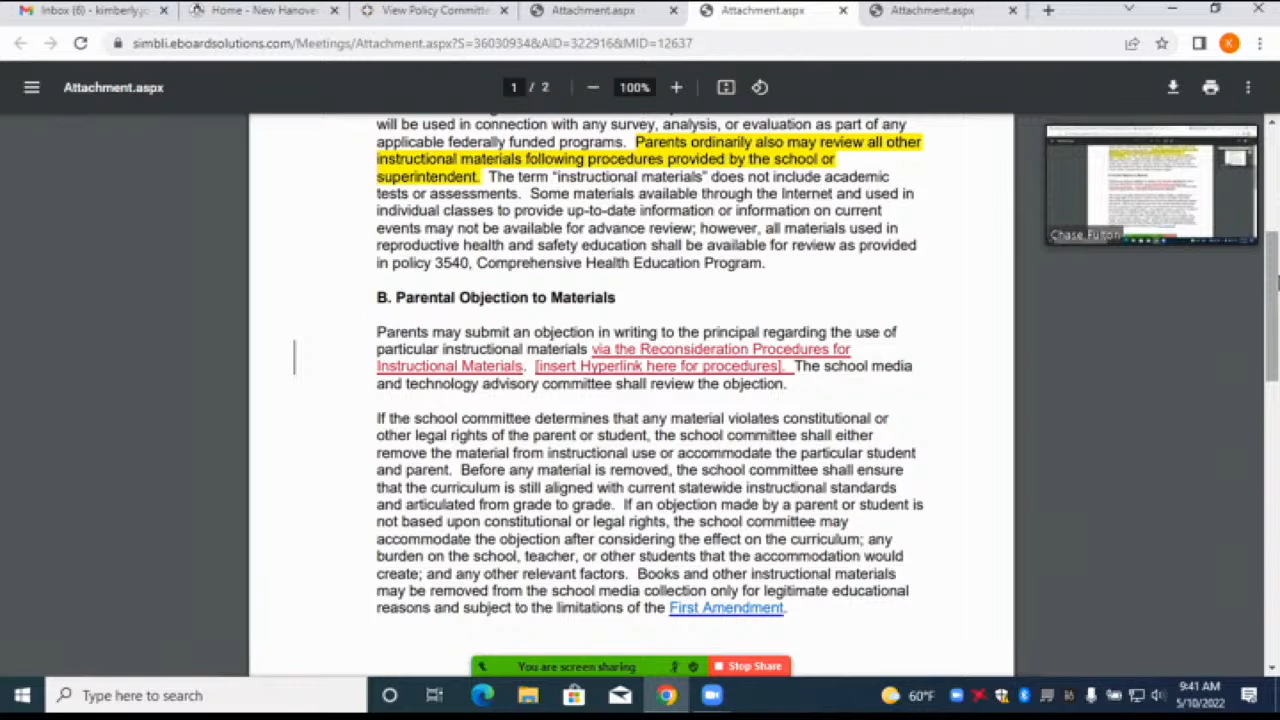 Inbox (6) - kimberly.jo
Home - New Hanover
View Policy Committe
Attachment.aspx
Attachment.aspx
Attachment.aspx
simbli.eboardsolutions.com/Meetings/Attachment.aspx?S=36030934&AID=322916&MID=12637
K
Attachment.aspx
1 / 2
100%
will be used in connection with any survey, analysis, or evaluation as part of any
applicable federally funded programs. Parents ordinarily also may review all other
instructional materials following procedures provided by the school or
superintendent. The term “instructional materials” does not include academic
tests or assessments. Some materials available through the Internet and used in
individual classes to provide up-to-date information or information on current
events may not be available for advance review; however, all materials used in
reproductive health and safety education shall be available for review as provided
in policy 3540, Comprehensive Health Education Program.
B. Parental Objection to Materials
Parents may submit an objection in writing to the principal regarding the use of
particular instructional materials via the Reconsideration Procedures for
Instructional Materials. [insert Hyperlink here for procedures]. The school media
and technology advisory committee shall review the objection.
If the school committee determines that any material violates constitutional or
other legal rights of the parent or student, the school committee shall either
remove the material from instructional use or accommodate the particular student
and parent. Before any material is removed, the school committee shall ensure
that the curriculum is still aligned with current statewide instructional standards
and articulated from grade to grade. If an objection made by a parent or student is
not based upon constitutional or legal rights, the school committee may
accommodate the objection after considering the effect on the curriculum; any
burden on the school, teacher, or other students that the accommodation would
create; and any other relevant factors. Books and other instructional materials
may be removed from the school media collection only for legitimate educational
reasons and subject to the limitations of the First Amendment.
Chase Fulton
You are screen sharing
Stop Share
Type here to search
60°F
9:41 AM
5/10/2022